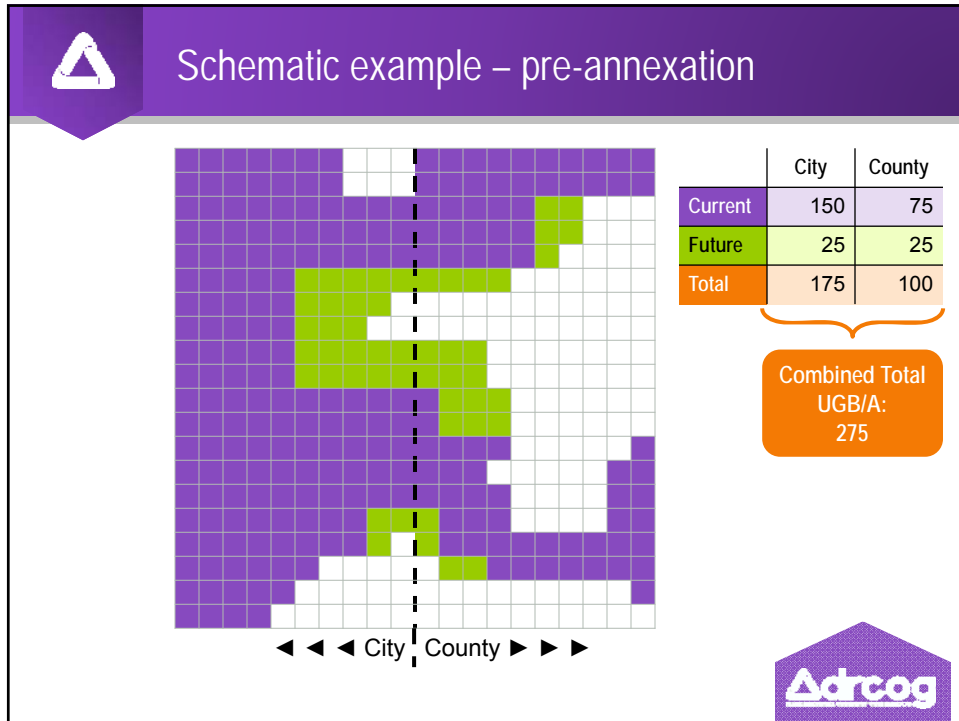 Schematic example – pre-annexation
City County
Current 150 75
Future 25 25
Total 175 100
Combined Total
UGB/A:
275
◄ ◄ ◄ City County ► ► ►
drcog